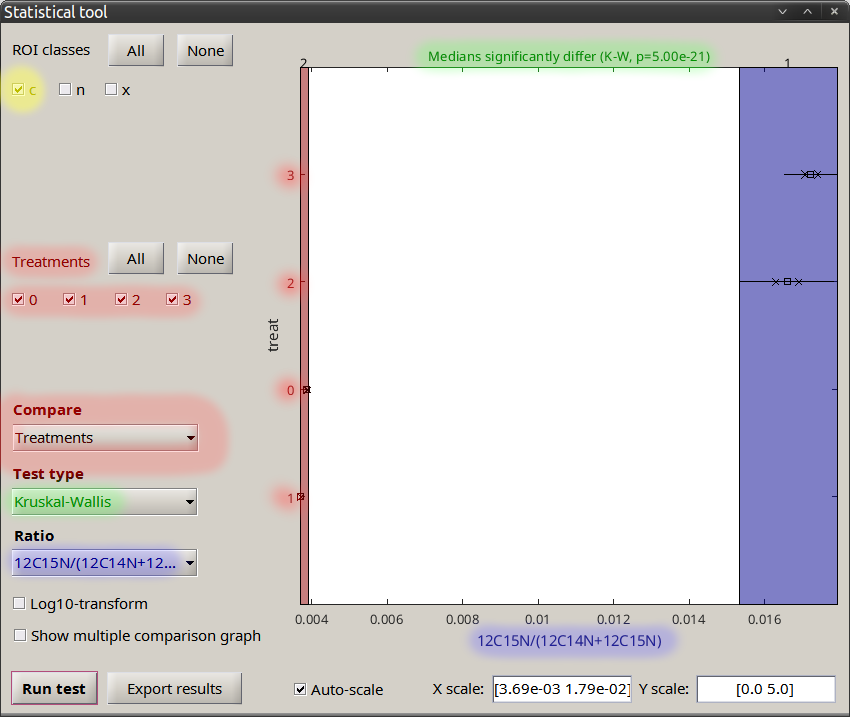 Statistical tool
ROI classes All None
c n x
Treatments All None
0 1 2 3
Compare
Treatments
Test type
Kruskal-Wallis
Ratio
12C15N/(12C14N+12...
Log10-transform
Show multiple comparison graph
Run test Export results
Medians significantly differ (K-W, p=5.00e-21)
2 1
3
2
treat
0
1
0.004 0.006 0.008 0.01 0.012 0.014 0.016
12C15N/(12C14N+12C15N)
Auto-scale X scale: [3.69e-03 1.79e-02] Y scale: [0.0 5.0]